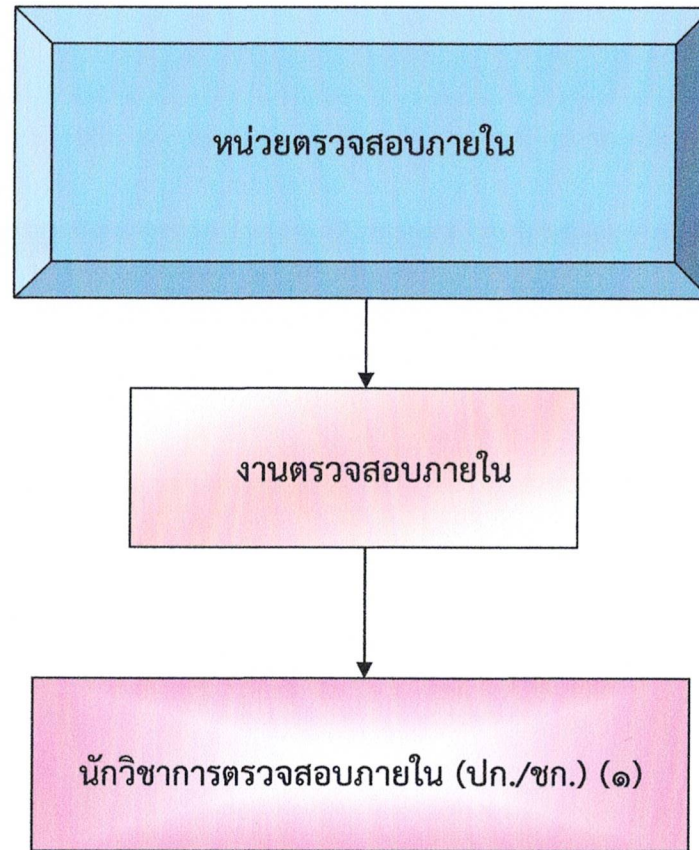 หน่วยตรวจสอบภายใน
งานตรวจสอบภายใน
นักวิชาการตรวจสอบภายใน (ปก./ชก.) (๑)